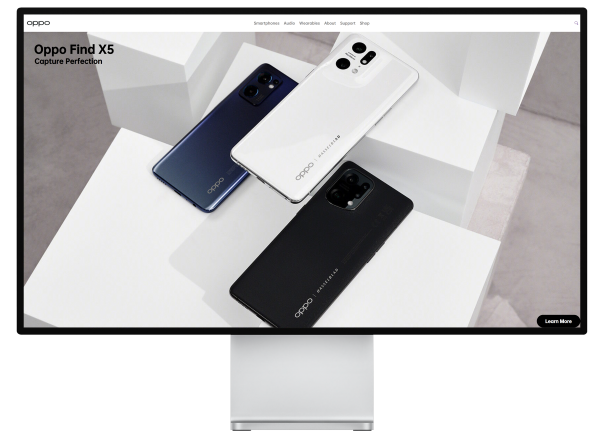 oppo
Smartphones Audio Wearables About Support Shop
Oppo Find X5
Capture Perfection
oppo
oppo | HASSELBLAD
oppo | HASSELBLAD
Learn More